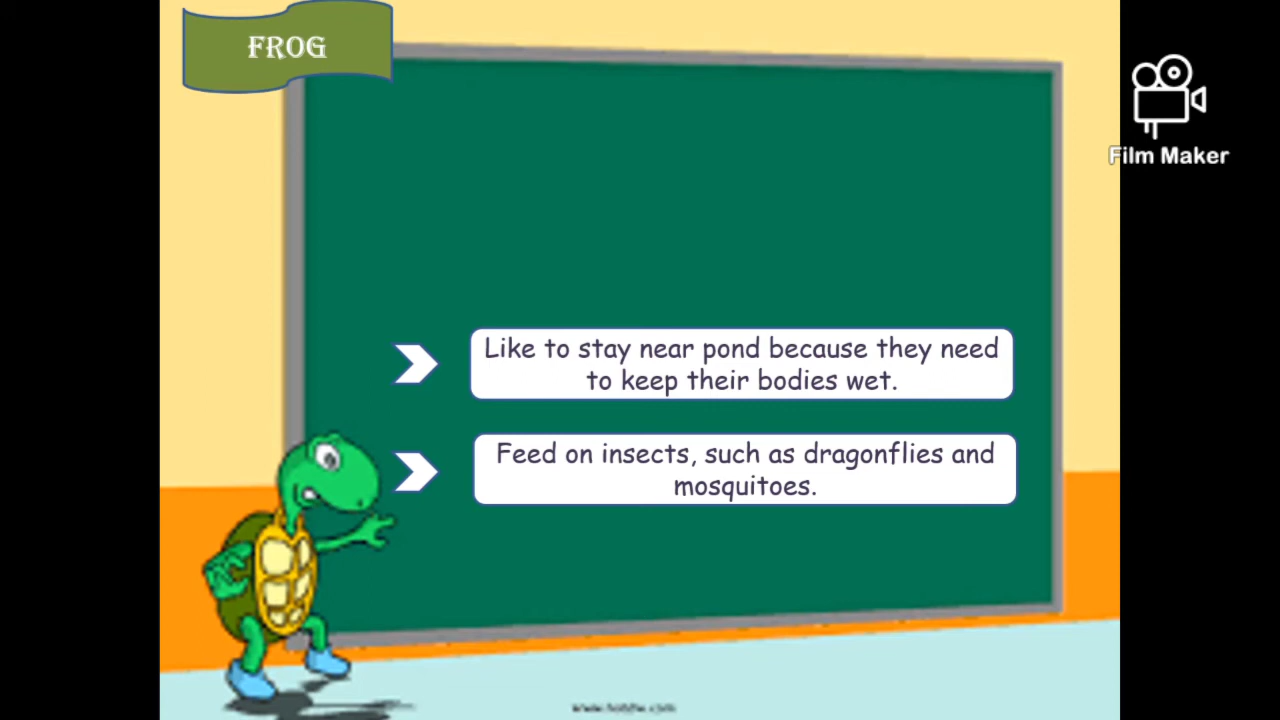 FROG
Film Maker
Like to stay near pond because they need
to keep their bodies wet.
Feed on insects, such as dragonflies and
mosquitoes.